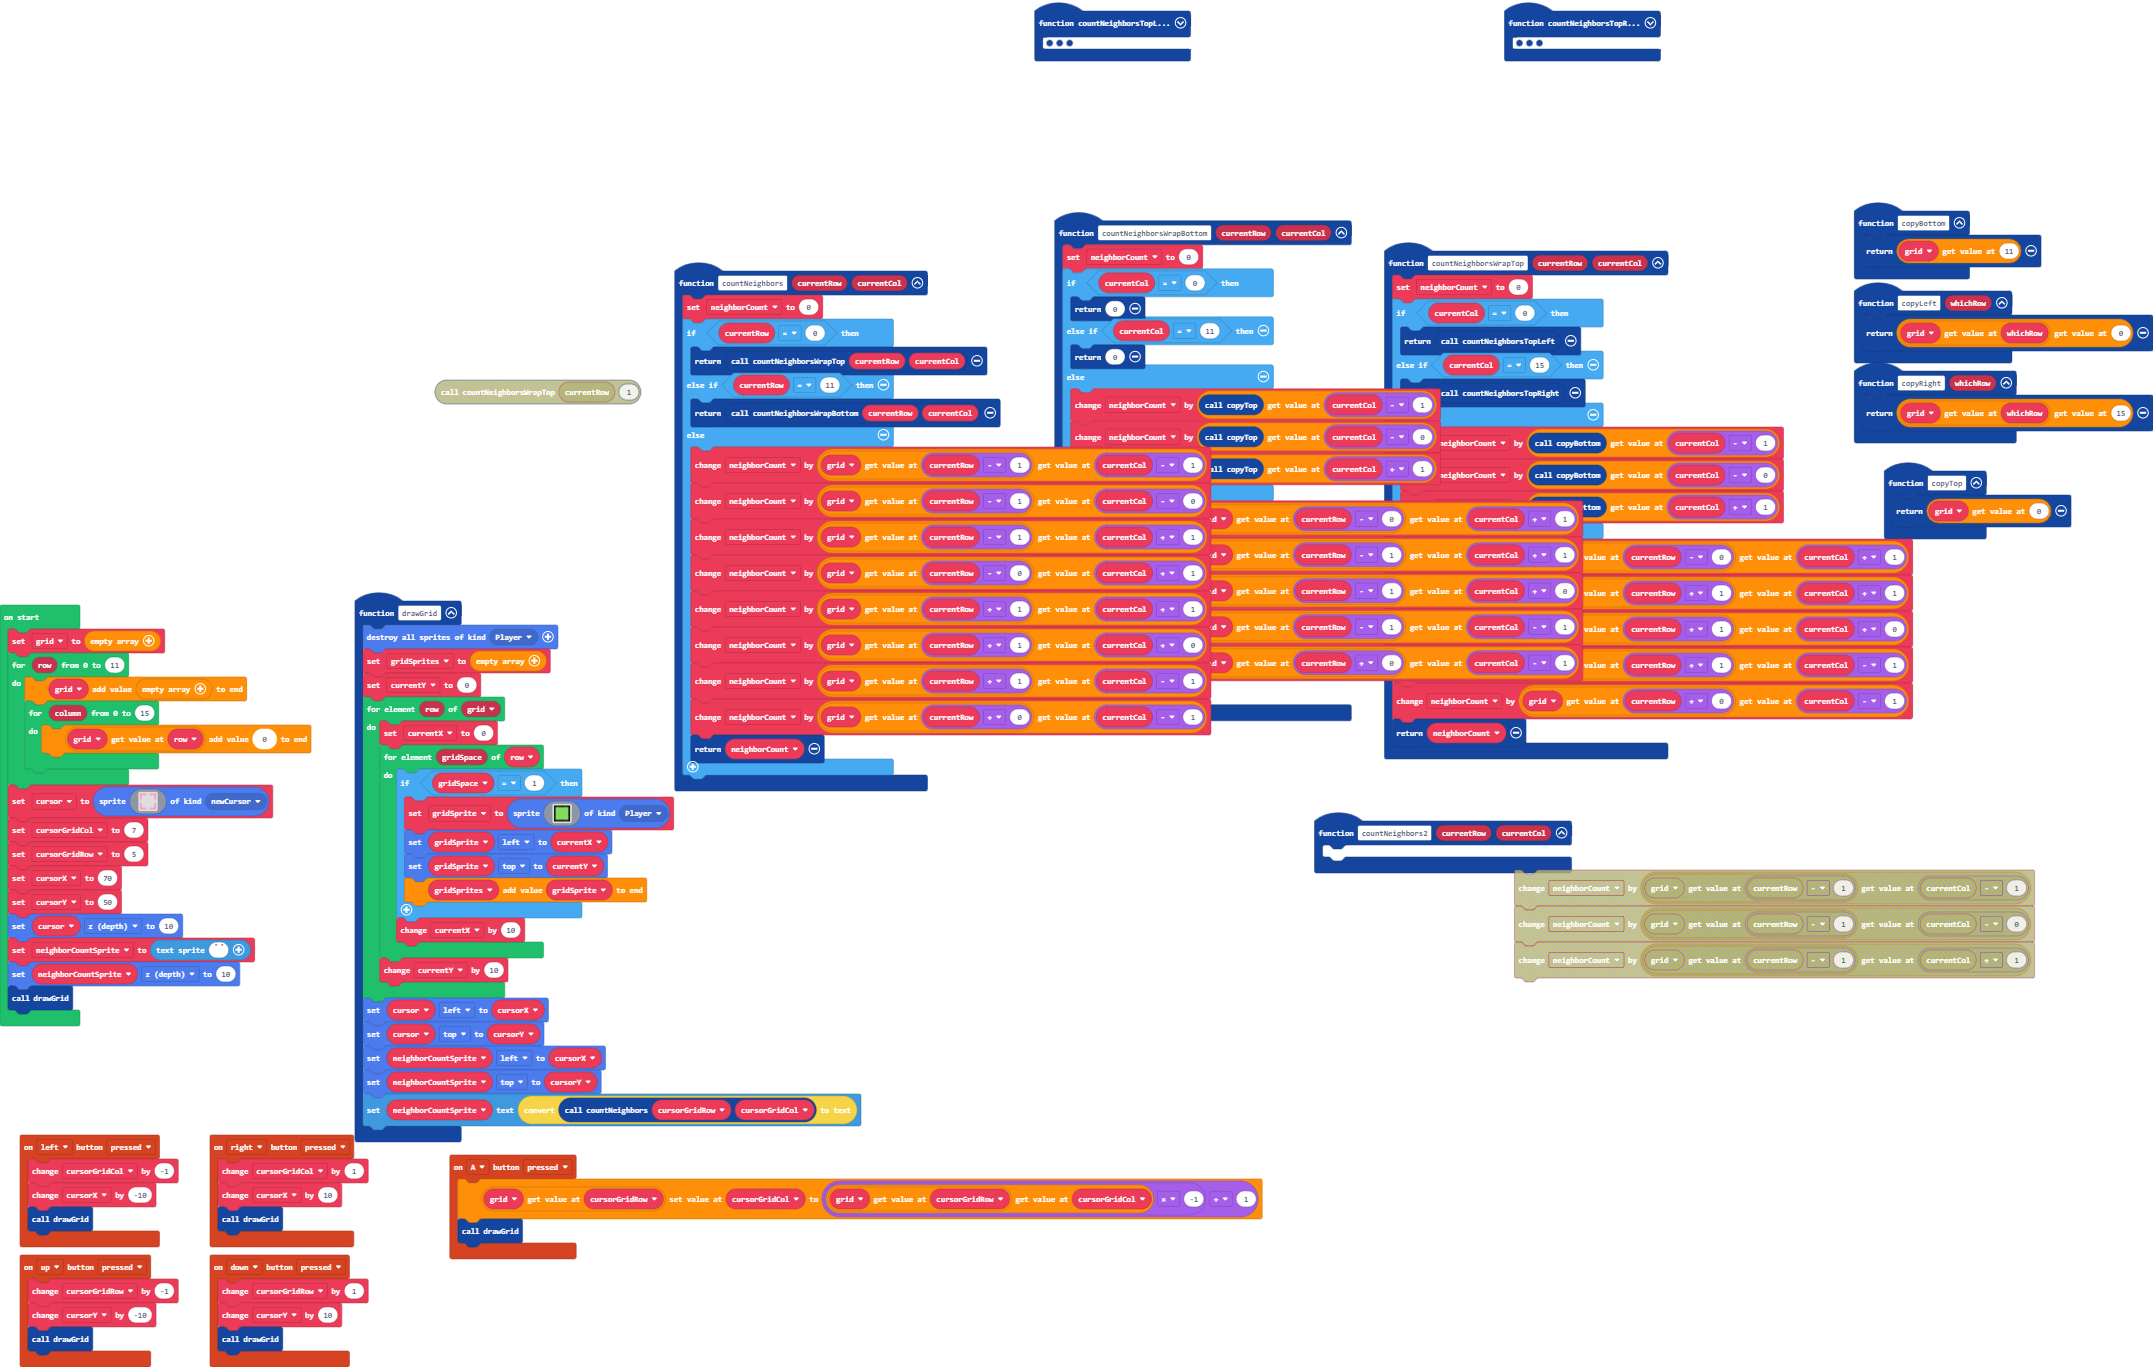 function countNeighborsTopL...
function countNeighborsTopR...
function copyBottom
return grid get value at 11
function copyLeft whichRow
return grid get value at whichRow get value at 0
function copyRight whichRow
return grid get value at whichRow get value at 15
function copyTop
return grid get value at 0
function countNeighborsWrapBottom currentRow currentCol
set neighborCount to 0
if currentCol = 0 then
return 0
else if currentCol = 11 then
return 0
else
change neighborCount by call copyTop get value at currentCol - 1
change neighborCount by call copyTop get value at currentCol - 0
all copyTop get value at currentCol + 1
get value at currentRow - 0 get value at currentCol + 1
get value at currentRow - 1 get value at currentCol + 1
get value at currentRow - 1 get value at currentCol + 0
get value at currentRow - 1 get value at currentCol - 1
get value at currentRow + 0 get value at currentCol - 1
function countNeighborsWrapTop currentRow currentCol
set neighborCount to 0
if currentCol = 0 then
return call countNeighborsTopLeft
else if currentCol = 15 then
call countNeighborsTopRight
neighborCount by call copyBottom get value at currentCol - 1
neighborCount by call copyBottom get value at currentCol - 0
ttom get value at currentCol + 1
value at currentRow - 0 get value at currentCol + 1
value at currentRow + 1 get value at currentCol + 1
value at currentRow + 1 get value at currentCol + 0
value at currentRow + 1 get value at currentCol - 1
change neighborCount by grid get value at currentRow + 0 get value at currentCol - 1
return neighborCount
function countNeighbors currentRow currentCol
set neighborCount to 0
if currentRow = 0 then
return call countNeighborsWrapTop currentRow currentCol
else if currentRow = 11 then
return call countNeighborsWrapBottom currentRow currentCol
else
change neighborCount by grid get value at currentRow - 1 get value at currentCol - 1
change neighborCount by grid get value at currentRow - 1 get value at currentCol - 0
change neighborCount by grid get value at currentRow - 1 get value at currentCol + 1
change neighborCount by grid get value at currentRow - 0 get value at currentCol + 1
change neighborCount by grid get value at currentRow + 1 get value at currentCol + 1
change neighborCount by grid get value at currentRow + 1 get value at currentCol + 0
change neighborCount by grid get value at currentRow + 1 get value at currentCol - 1
change neighborCount by grid get value at currentRow + 0 get value at currentCol - 1
return neighborCount
call countNeighborsWrapTop currentRow 1
function countNeighbors2 currentRow currentCol
change neighborCount by grid get value at currentRow - 1 get value at currentCol - 1
change neighborCount by grid get value at currentRow - 1 get value at currentCol - 0
change neighborCount by grid get value at currentRow - 1 get value at currentCol + 1
on start
set grid to empty array
for row from 0 to 11
do grid add value empty array to end
for column from 0 to 15
do grid get value at row add value 0 to end
set cursor to sprite of kind newCursor
set cursorGridCol to 7
set cursorGridRow to 5
set cursorX to 70
set cursorY to 50
set cursor z (depth) to 10
set neighborCountSprite to text sprite " "
set neighborCountSprite z (depth) to 10
call drawGrid
function drawGrid
destroy all sprites of kind Player
set gridSprites to empty array
set currentY to 0
for element row of grid
do set currentX to 0
for element gridSpace of row
do if gridSpace = 1 then
set gridSprite to sprite of kind Player
set gridSprite left to currentX
set gridSprite top to currentY
gridSprites add value gridSprite to end
change currentX by 10
change currentY by 10
set cursor left to cursorX
set cursor top to cursorY
set neighborCountSprite left to cursorX
set neighborCountSprite top to cursorY
set neighborCountSprite text convert call countNeighbors cursorGridRow cursorGridCol to text
on left button pressed
change cursorGridCol by -1
change cursorX by -10
call drawGrid
on right button pressed
change cursorGridCol by 1
change cursorX by 10
call drawGrid
on up button pressed
change cursorGridRow by -1
change cursorY by -10
call drawGrid
on down button pressed
change cursorGridRow by 1
change cursorY by 10
call drawGrid
on A button pressed
grid get value at cursorGridRow set value at cursorGridCol to grid get value at cursorGridRow get value at cursorGridCol × -1 + 1
call drawGrid